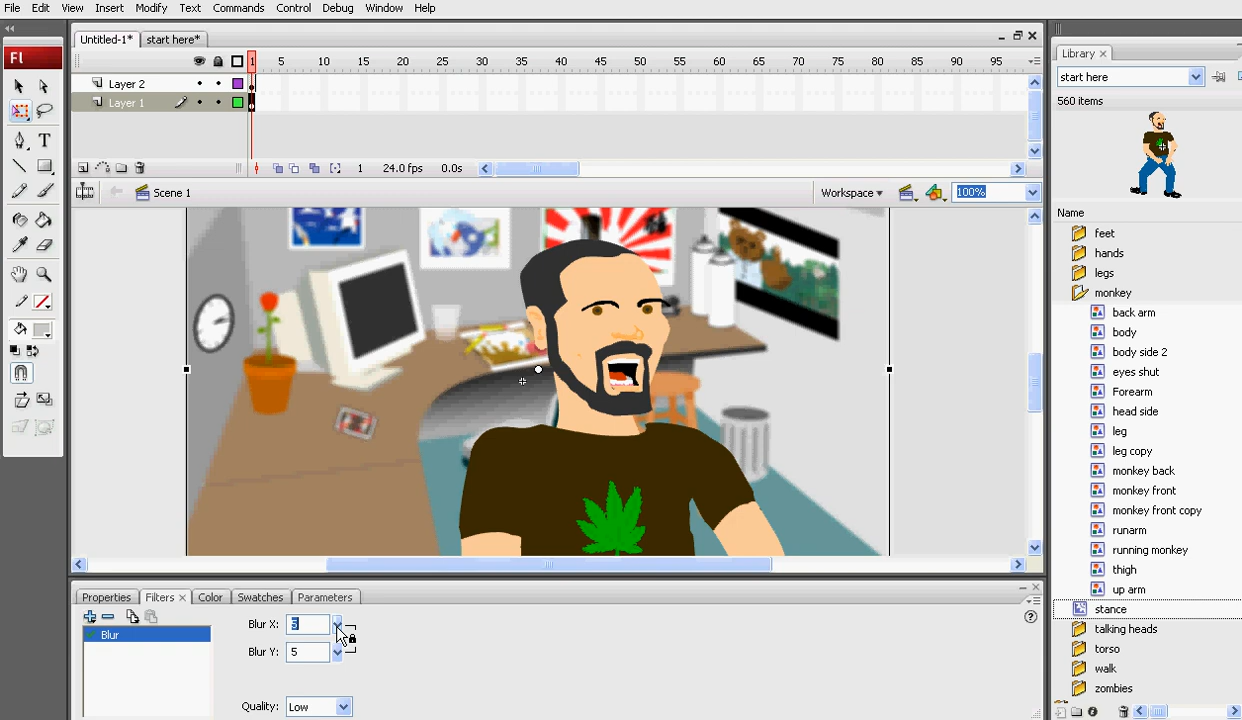 File Edit View Insert Modify Text Commands Control Debug Window Help
Untitled-1* start here*
Fl
1 5 10 15 20 25 30 35 40 45 50 55 60 65 70 75 80 85 90 95
Layer 2
Layer 1
1 24.0 fps 0.0s
Scene 1 Workspace 100%
Library
start here
560 items
Name
feet
hands
legs
monkey
back arm
body
body side 2
eyes shut
Forearm
head side
leg
leg copy
monkey back
monkey front
monkey front copy
runarm
running monkey
thigh
up arm
stance
talking heads
torso
walk
zombies
Properties Filters Color Swatches Parameters
Blur
Blur X: 5
Blur Y: 5
Quality: Low